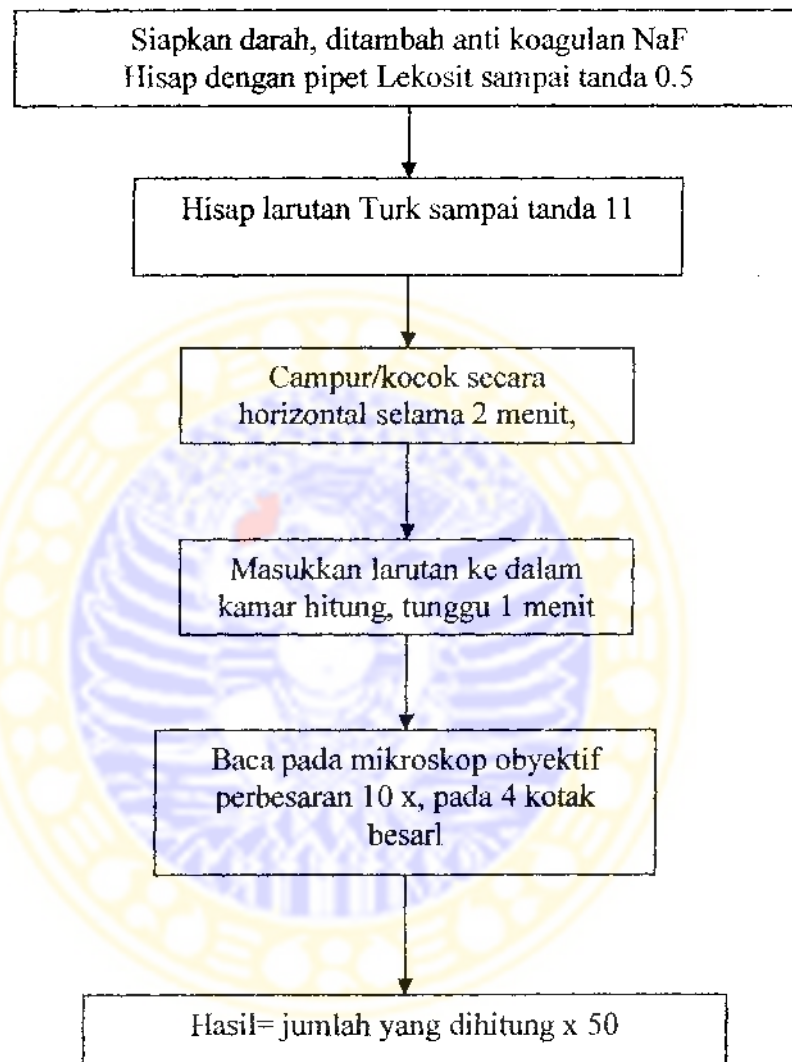 Siapkan darah, ditambah anti koagulan NaF
Hisap dengan pipet Lekosit sampai tanda 0.5
Hisap larutan Turk sampai tanda 11
Campur/kocok secara
horizontal selama 2 menit,
Masukkan larutan ke dalam
kamar hitung, tunggu 1 menit
Baca pada mikroskop obyektif
perbesaran 10 x, pada 4 kotak
besarl
Hasil= jumlah yang dihitung x 50